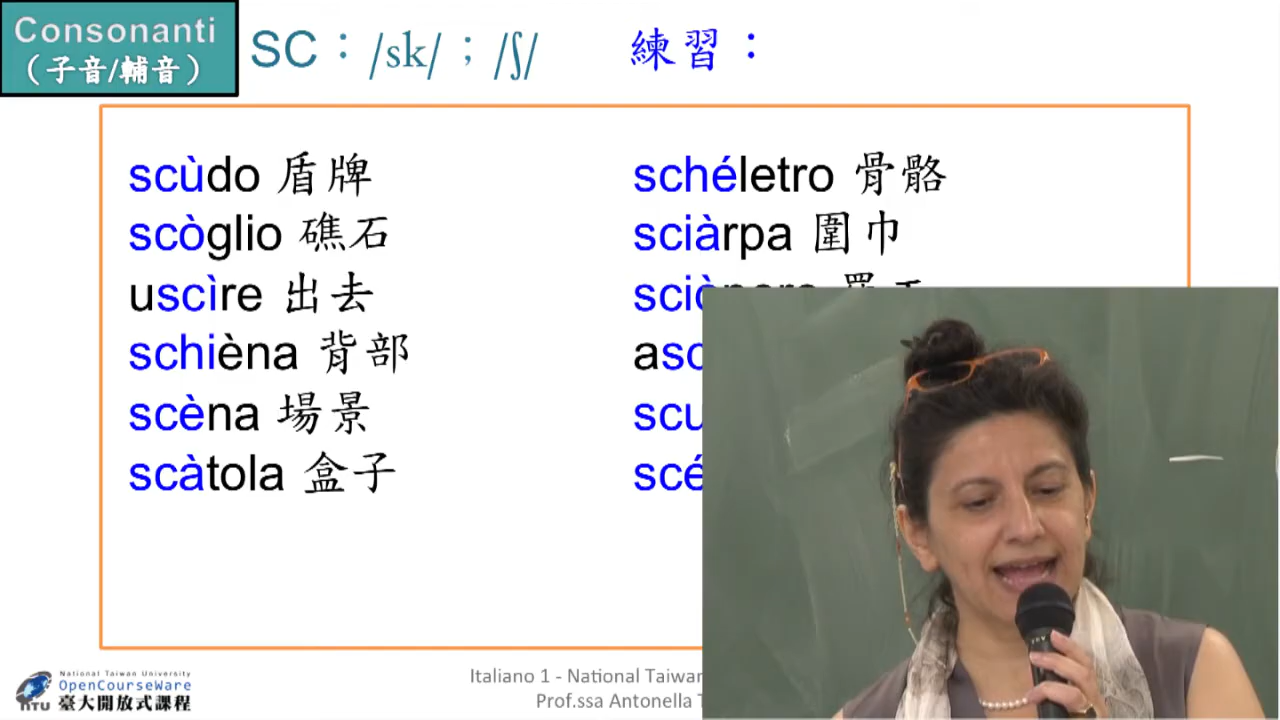 Consonanti
（子音/輔音）
SC：/sk/；/ʃ/ 練習：
scùdo 盾牌
scòglio 礁石
uscìre 出去
schièna 背部
scèna 場景
scàtola 盒子
schéletro 骨骼
sciàrpa 圍巾
National Taiwan University
OpenCourseWare
NTU 臺大開放式課程
Italiano 1 - National Taiwan
Prof.ssa Antonella